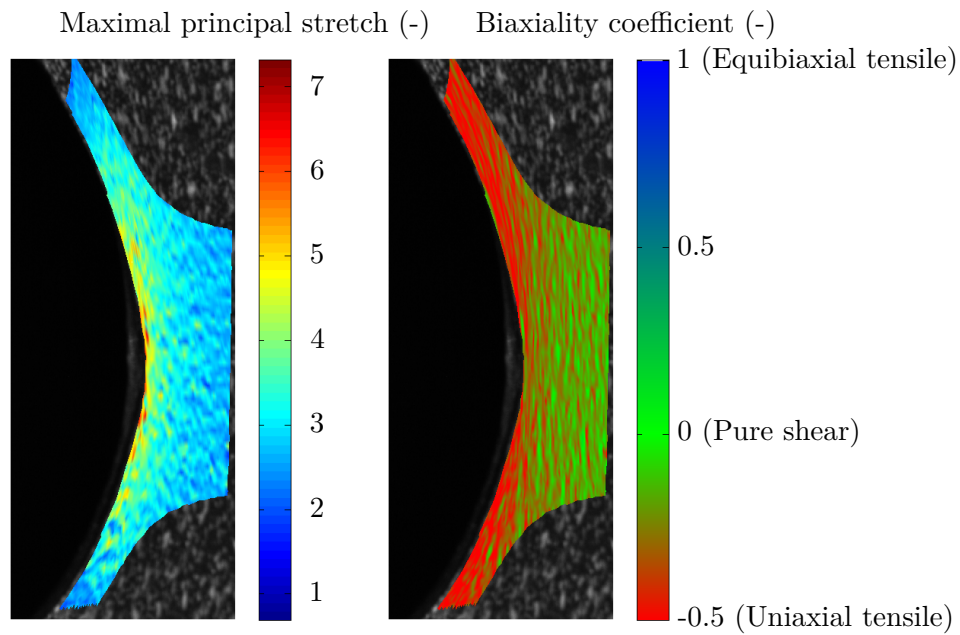 Maximal principal stretch (-)
Biaxiality coefficient (-)
7
6
5
4
3
2
1
1 (Equibiaxial tensile)
0.5
0 (Pure shear)
-0.5 (Uniaxial tensile)